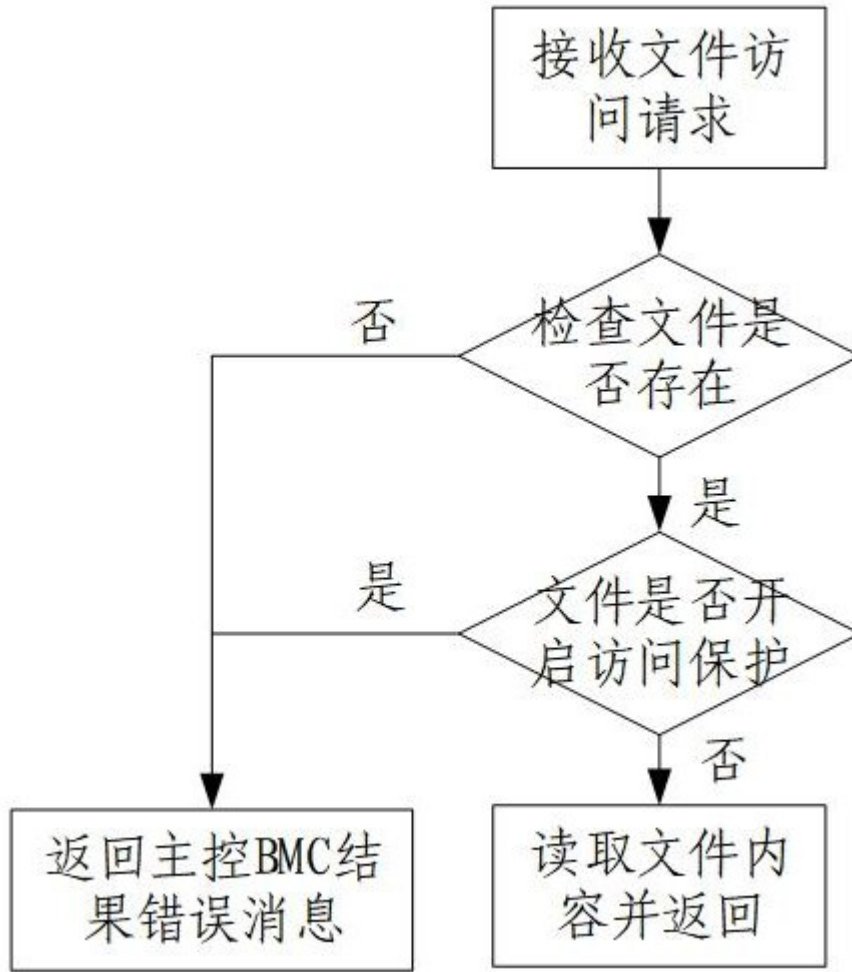 接收文件访
问请求
否
检查文件是
否存在
是
是
文件是否开
启访问保护
否
返回主控BMC结
果错误消息
读取文件内
容并返回